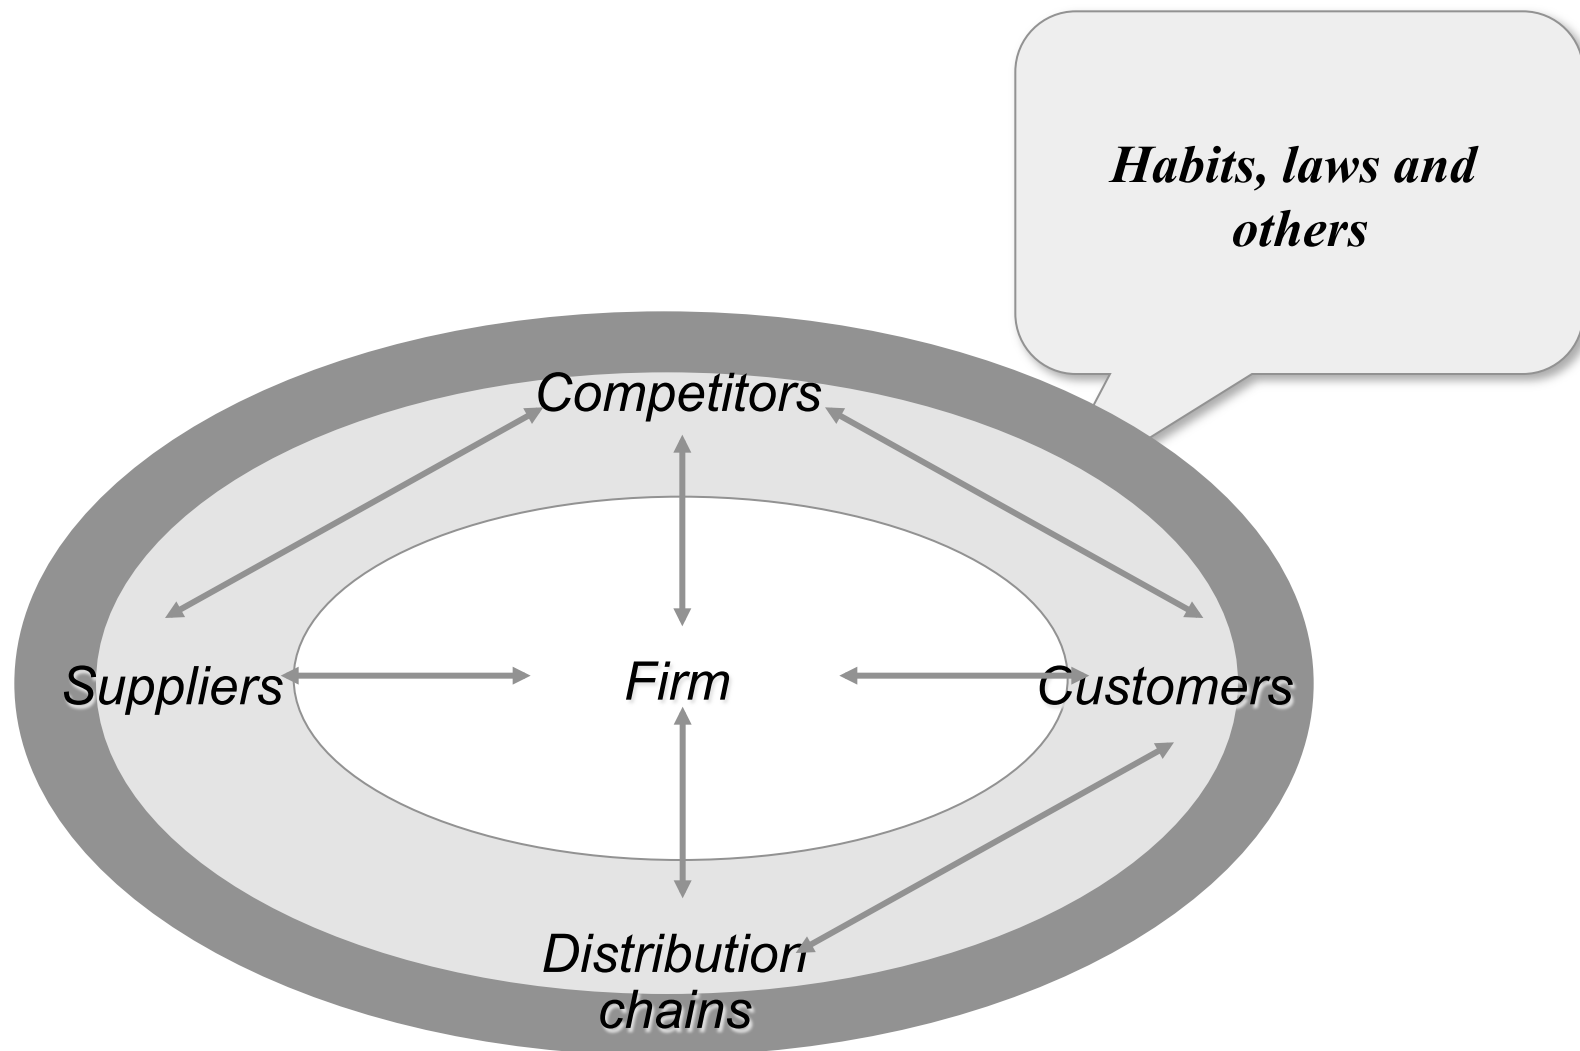 Habits, laws and
others
Competitors
Suppliers
Firm
Customers
Distribution
chains